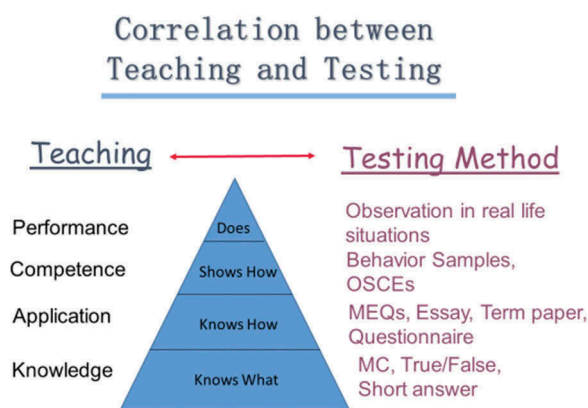 Correlation between
Teaching and Testing
Teaching
Testing Method
Performance
Does
Observation in real life
situations
Competence
Shows How
Behavior Samples,
OSCEs
Application
Knows How
MEQs, Essay, Term paper,
Questionnaire
Knowledge
Knows What
MC, True/False,
Short answer